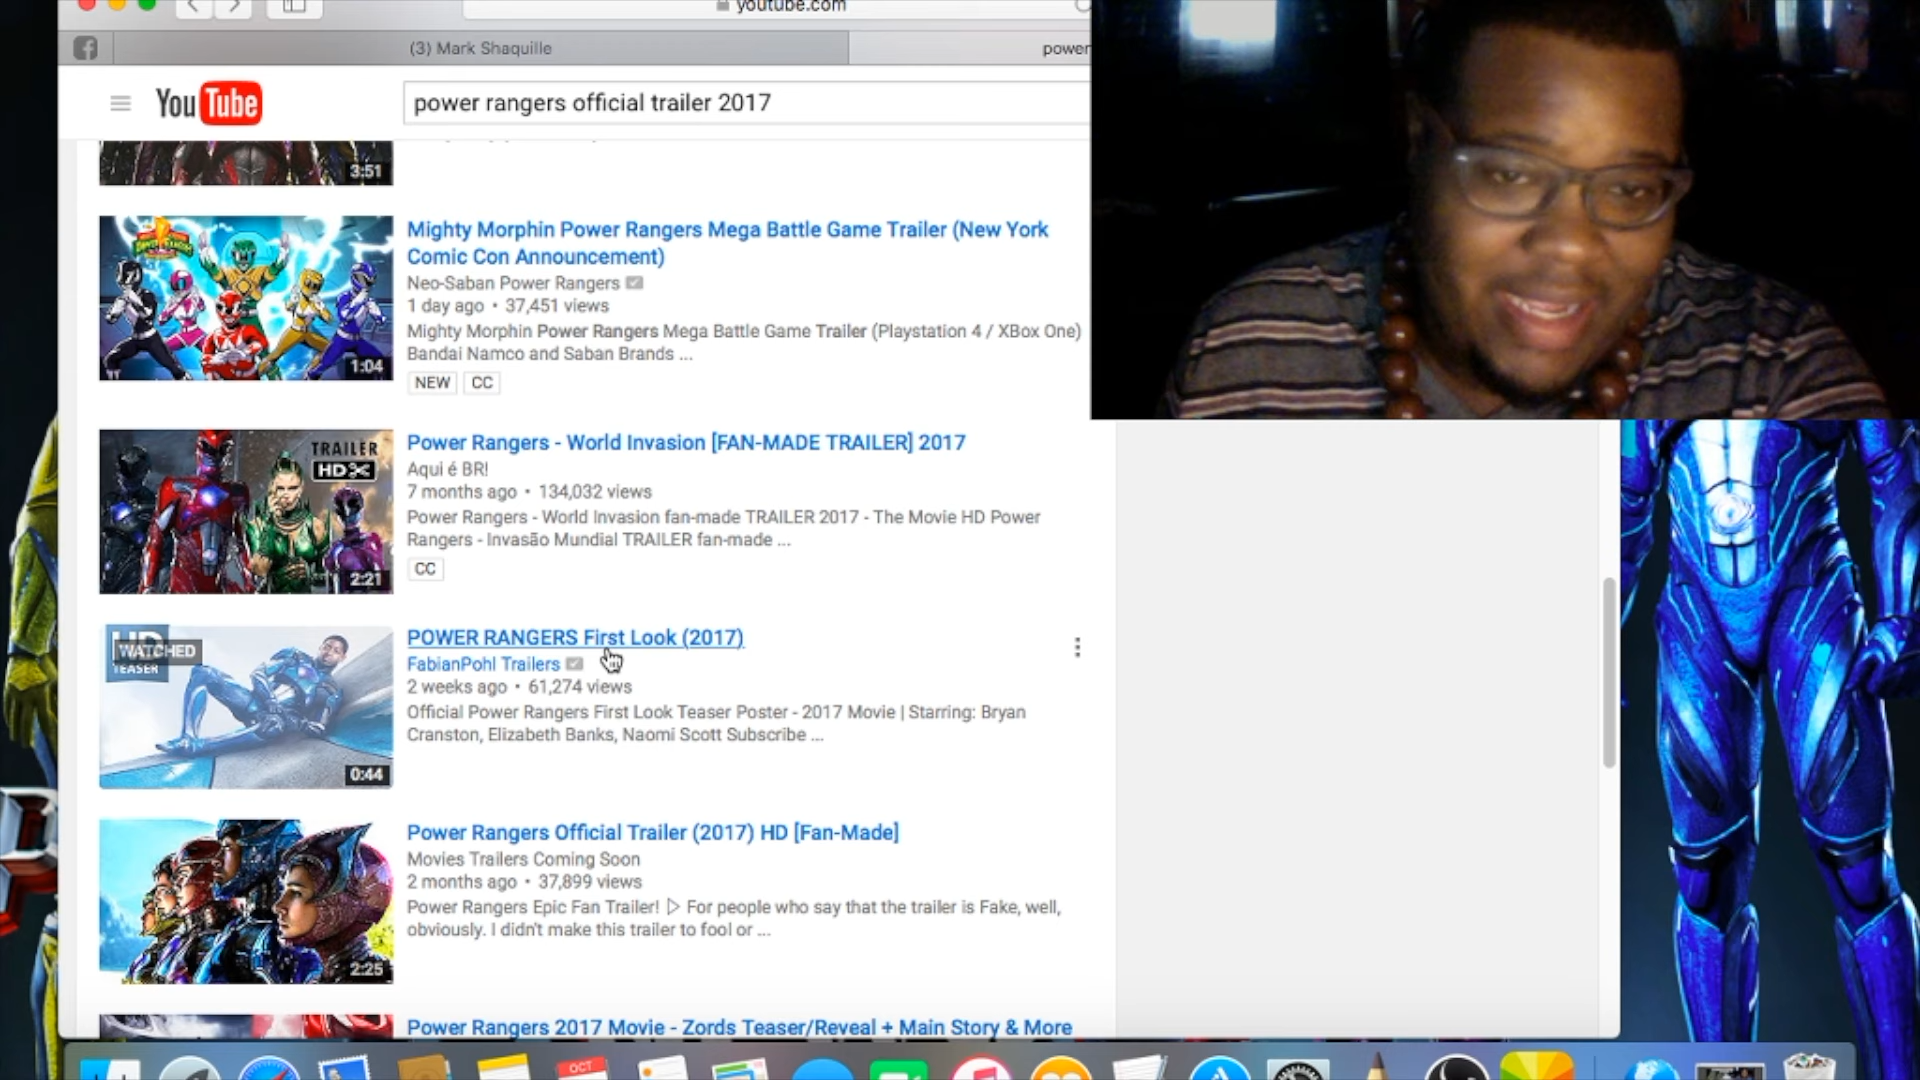 youtube.com
(3) Mark Shaquille
power
YouTube
power rangers official trailer 2017
3:51
Mighty Morphin Power Rangers Mega Battle Game Trailer (New York
Comic Con Announcement)
Neo-Saban Power Rangers
1 day ago • 37,451 views
Mighty Morphin Power Rangers Mega Battle Game Trailer (Playstation 4 / XBox One)
Bandai Namco and Saban Brands ...
1:04
NEW CC
Power Rangers - World Invasion [FAN-MADE TRAILER] 2017
TRAILER
HD
Aqui é BR!
7 months ago • 134,032 views
Power Rangers - World Invasion fan-made TRAILER 2017 - The Movie HD Power
Rangers - Invasão Mundial TRAILER fan-made ...
2:21
CC
POWER RANGERS First Look (2017)
HD
WATCHED
TEASER
FabianPohl Trailers
2 weeks ago • 61,274 views
Official Power Rangers First Look Teaser Poster - 2017 Movie | Starring: Bryan
Cranston, Elizabeth Banks, Naomi Scott Subscribe ...
0:44
Power Rangers Official Trailer (2017) HD [Fan-Made]
Movies Trailers Coming Soon
2 months ago • 37,899 views
Power Rangers Epic Fan Trailer! ▷ For people who say that the trailer is Fake, well,
obviously. I didn't make this trailer to fool or ...
2:25
Power Rangers 2017 Movie - Zords Teaser/Reveal + Main Story & More
OCT